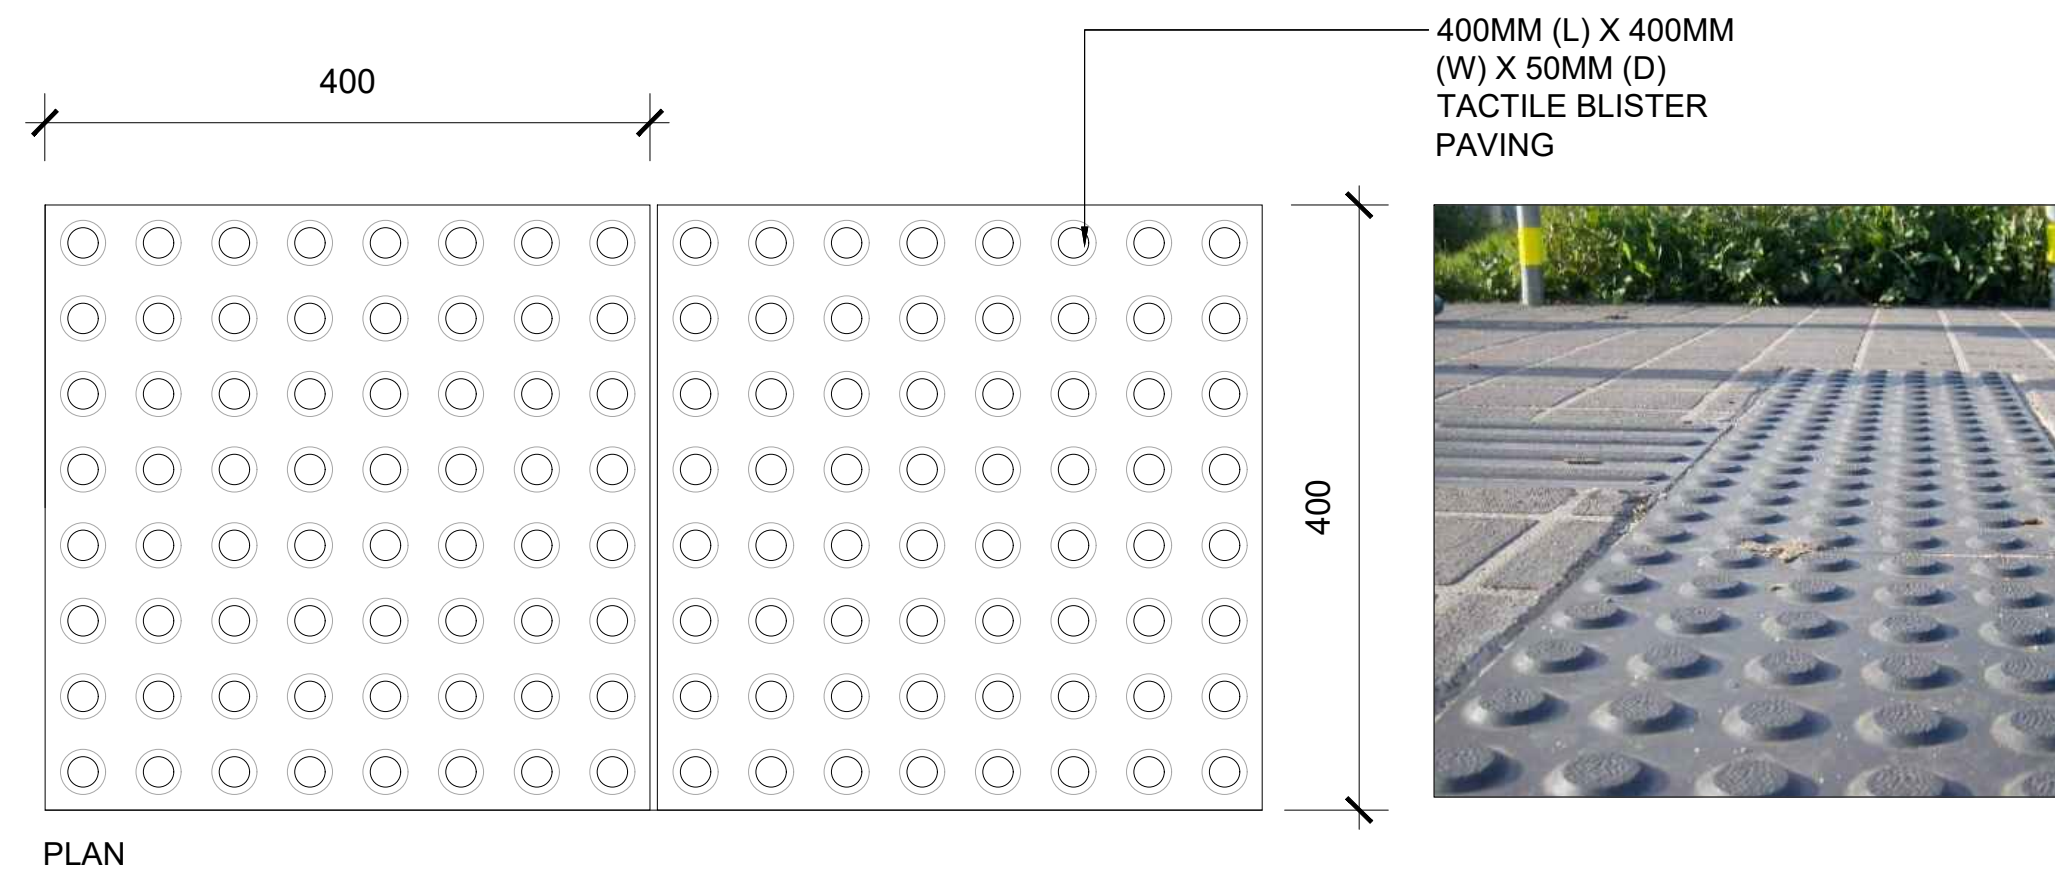 400
400MM (L) X 400MM
(W) X 50MM (D)
TACTILE BLISTER
PAVING
400
PLAN